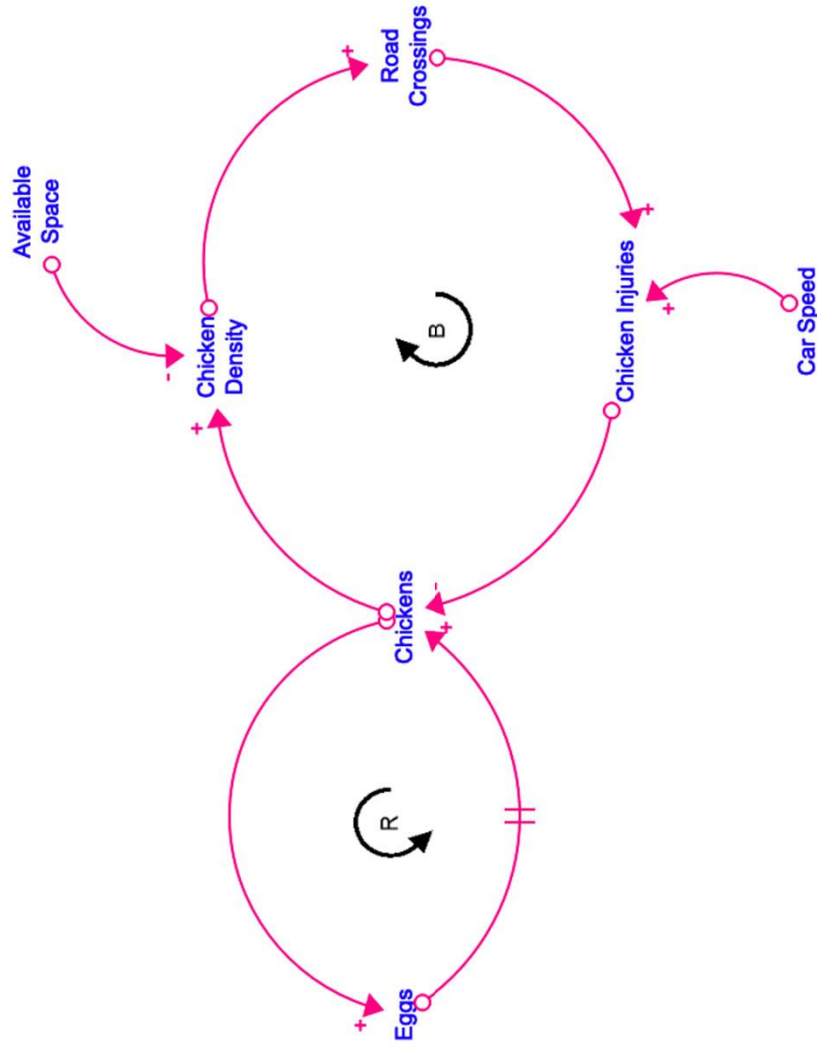 Available
Space
Chicken
Density
+
-
+
Road
Crossings
Chickens
-
+
B
R
Eggs
+
Chicken Injuries
+
+
Car Speed